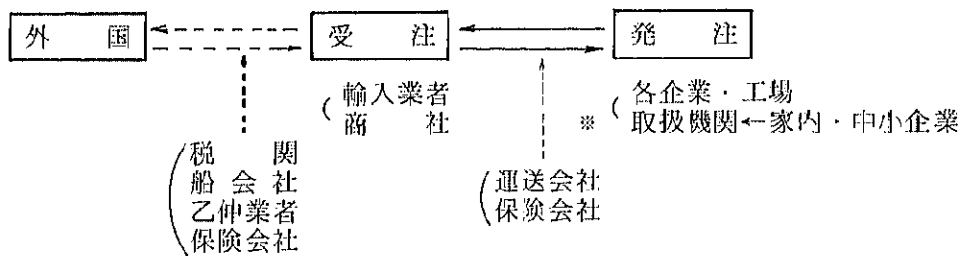 外国 受注 発注
輸入業者
商社
各企業・工場
※ 取扱機関←家内・中小企業
税関
船会社
乙仲業者
保険会社
運送会社
保険会社